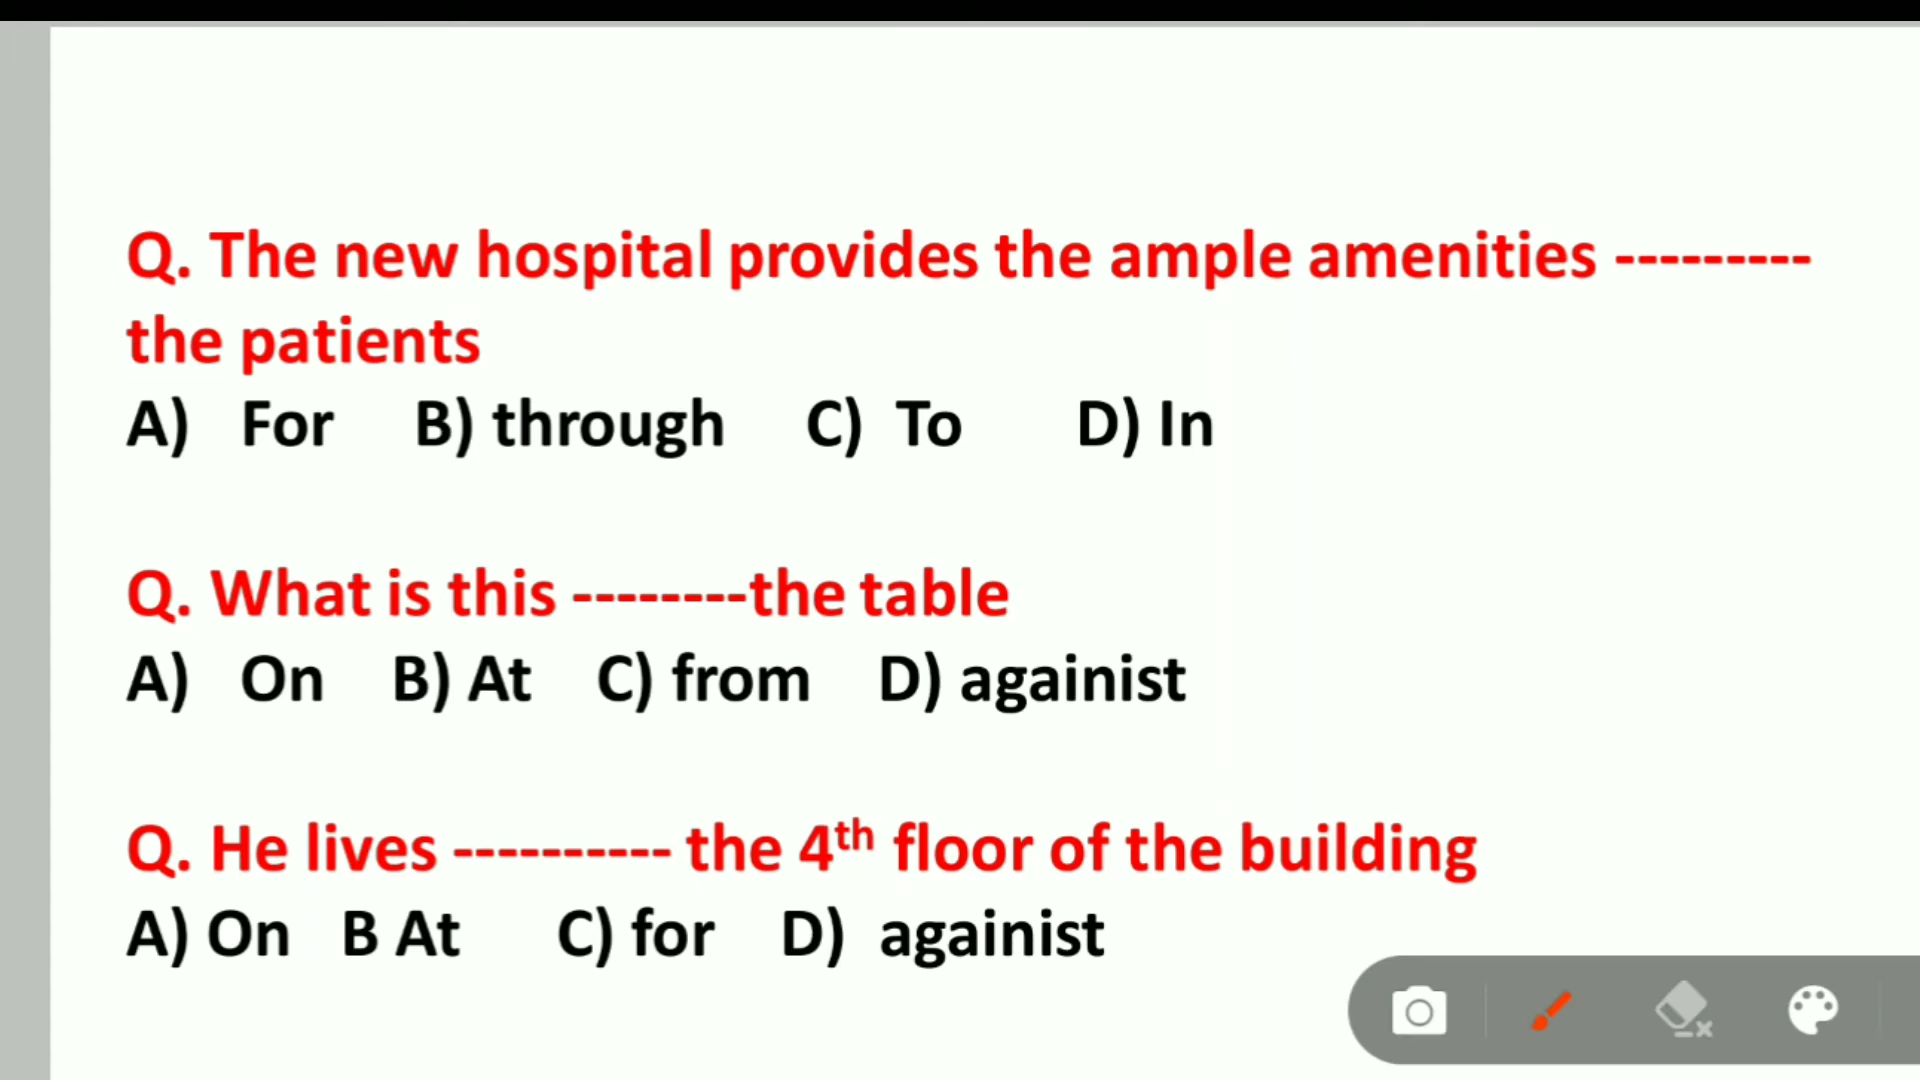 Q. The new hospital provides the ample amenities ---------
the patients
A) For B) through C) To D) In
Q. What is this --------the table
A) On B) At C) from D) againist
Q. He lives ---------- the 4th floor of the building
A) On B At C) for D) againist